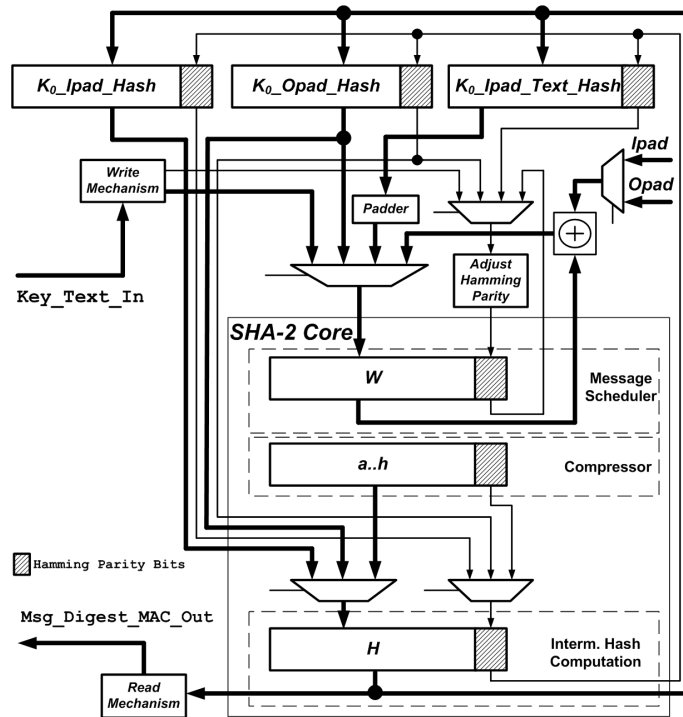 K0_Ipad_Hash
K0_Opad_Hash
K0_Ipad_Text_Hash
Ipad
Opad
Write
Mechanism
Padder
Adjust
Hamming
Parity
Key_Text_In
SHA-2 Core
W
Message
Scheduler
a..h
Compressor
Hamming Parity Bits
Msg_Digest_MAC_Out
H
Interm. Hash
Computation
Read
Mechanism